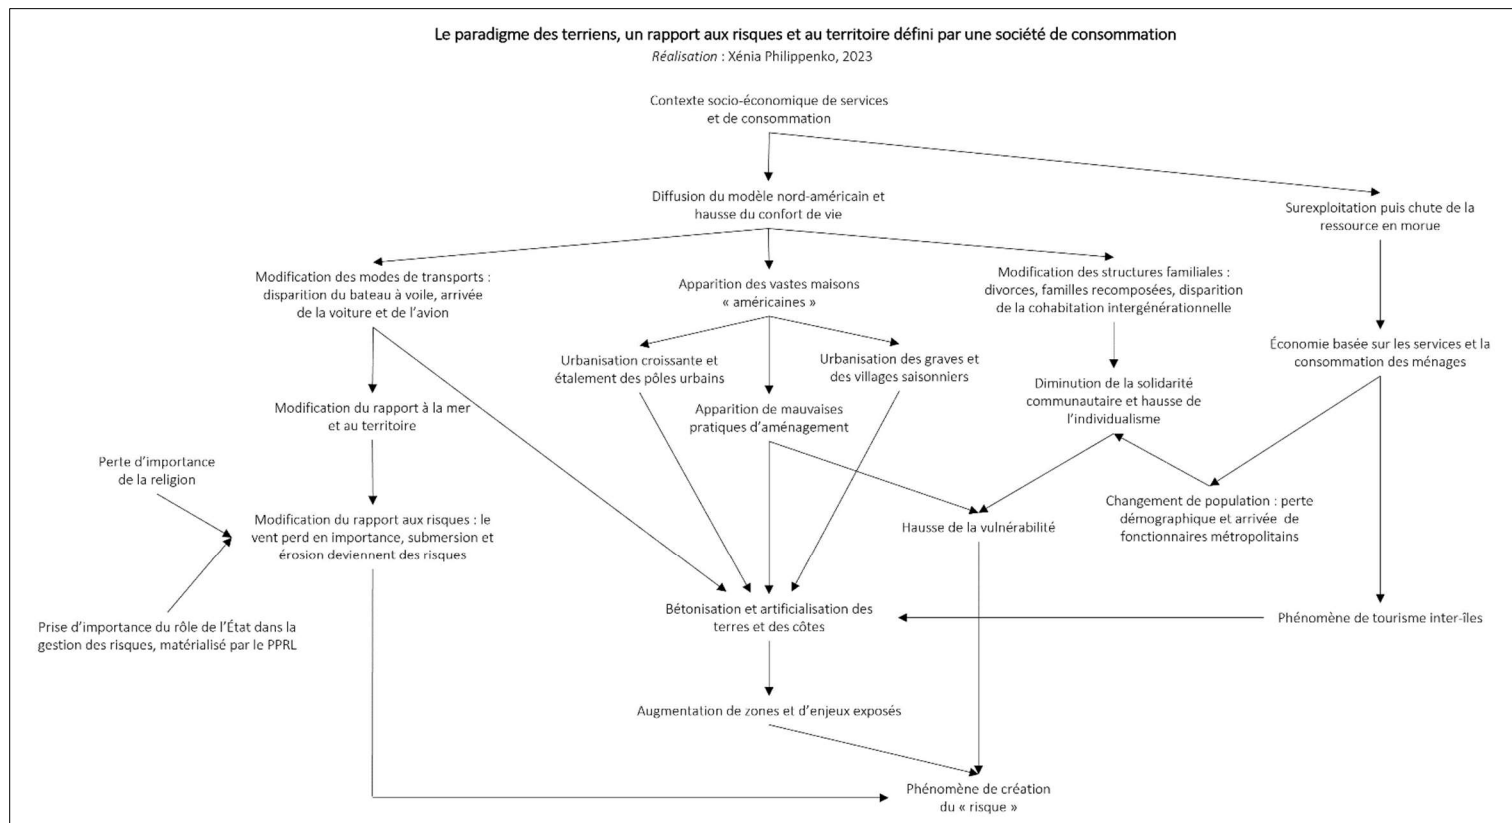 Le paradigme des terriens, un rapport aux risques et au territoire défini par une société de consommation
Réalisation : Xénia Philippenko, 2023
Contexte socio-économique de services
et de consommation
Diffusion du modèle nord-américain et
hausse du confort de vie
Surexploitation puis chute de la
ressource en morue
Modification des modes de transports :
disparition du bateau à voile, arrivée
de la voiture et de l’avion
Apparition des vastes maisons
« américaines »
Modification des structures familiales :
divorces, familles recomposées, disparition
de la cohabitation intergénérationnelle
Urbanisation croissante et
étalement des pôles urbains
Urbanisation des graves et
des villages saisonniers
Économie basée sur les services et la
consommation des ménages
Diminution de la solidarité
communautaire et hausse de
l’individualisme
Modification du rapport à la mer
et au territoire
Apparition de mauvaises
pratiques d’aménagement
Perte d’importance
de la religion
Changement de population : perte
démographique et arrivée de
fonctionnaires métropolitains
Modification du rapport aux risques : le
vent perd en importance, submersion et
érosion deviennent des risques
Hausse de la vulnérabilité
Bétonisation et artificialisation des
terres et des côtes
Phénomène de tourisme inter-îles
Prise d’importance du rôle de l’État dans la
gestion des risques, matérialisé par le PPRL
Augmentation de zones et d’enjeux exposés
Phénomène de création
du « risque »